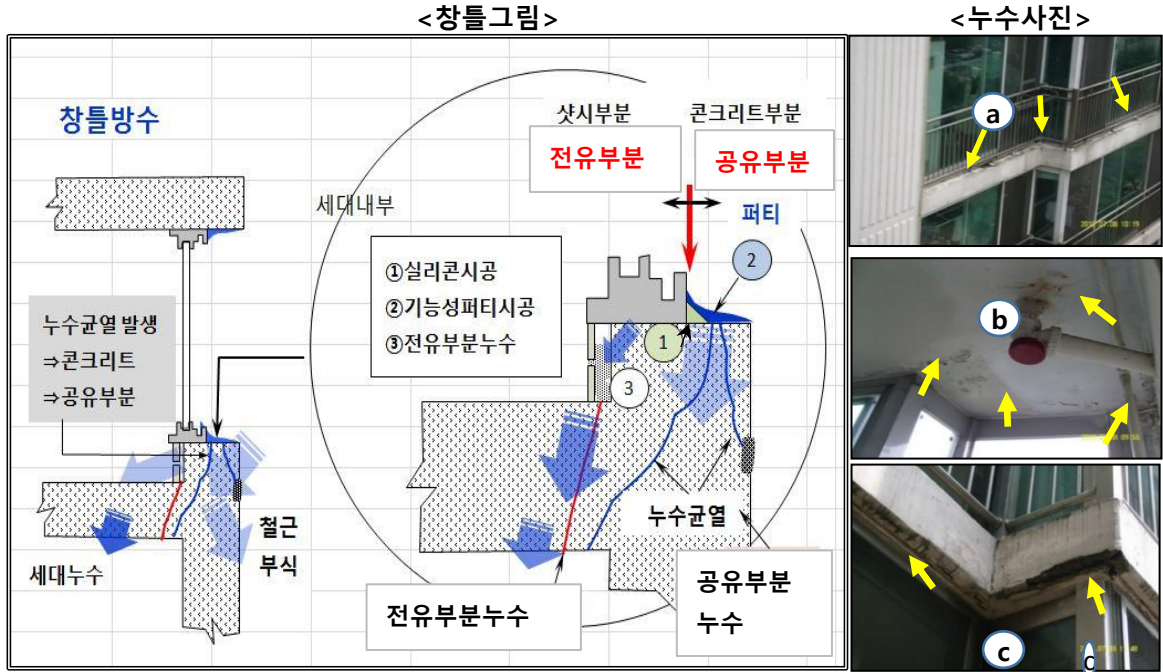 <창틀그림>
<누수사진>
창틀방수
샷시부분
콘크리트부분
전유부분
공유부분
세대내부
퍼티
①실리콘시공
②기능성퍼티시공
③전유부분누수
누수균열 발생
⇒콘크리트
⇒공유부분
2
1
3
누수균열
철근
부식
세대누수
전유부분누수
공유부분
누수
a
b
c